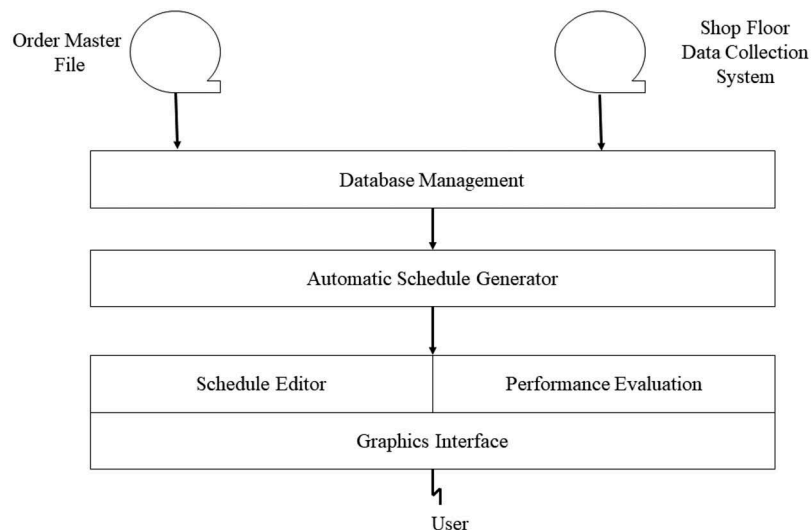 Order Master
File
Shop Floor
Data Collection
System
Database Management
Automatic Schedule Generator
Schedule Editor
Performance Evaluation
Graphics Interface
User